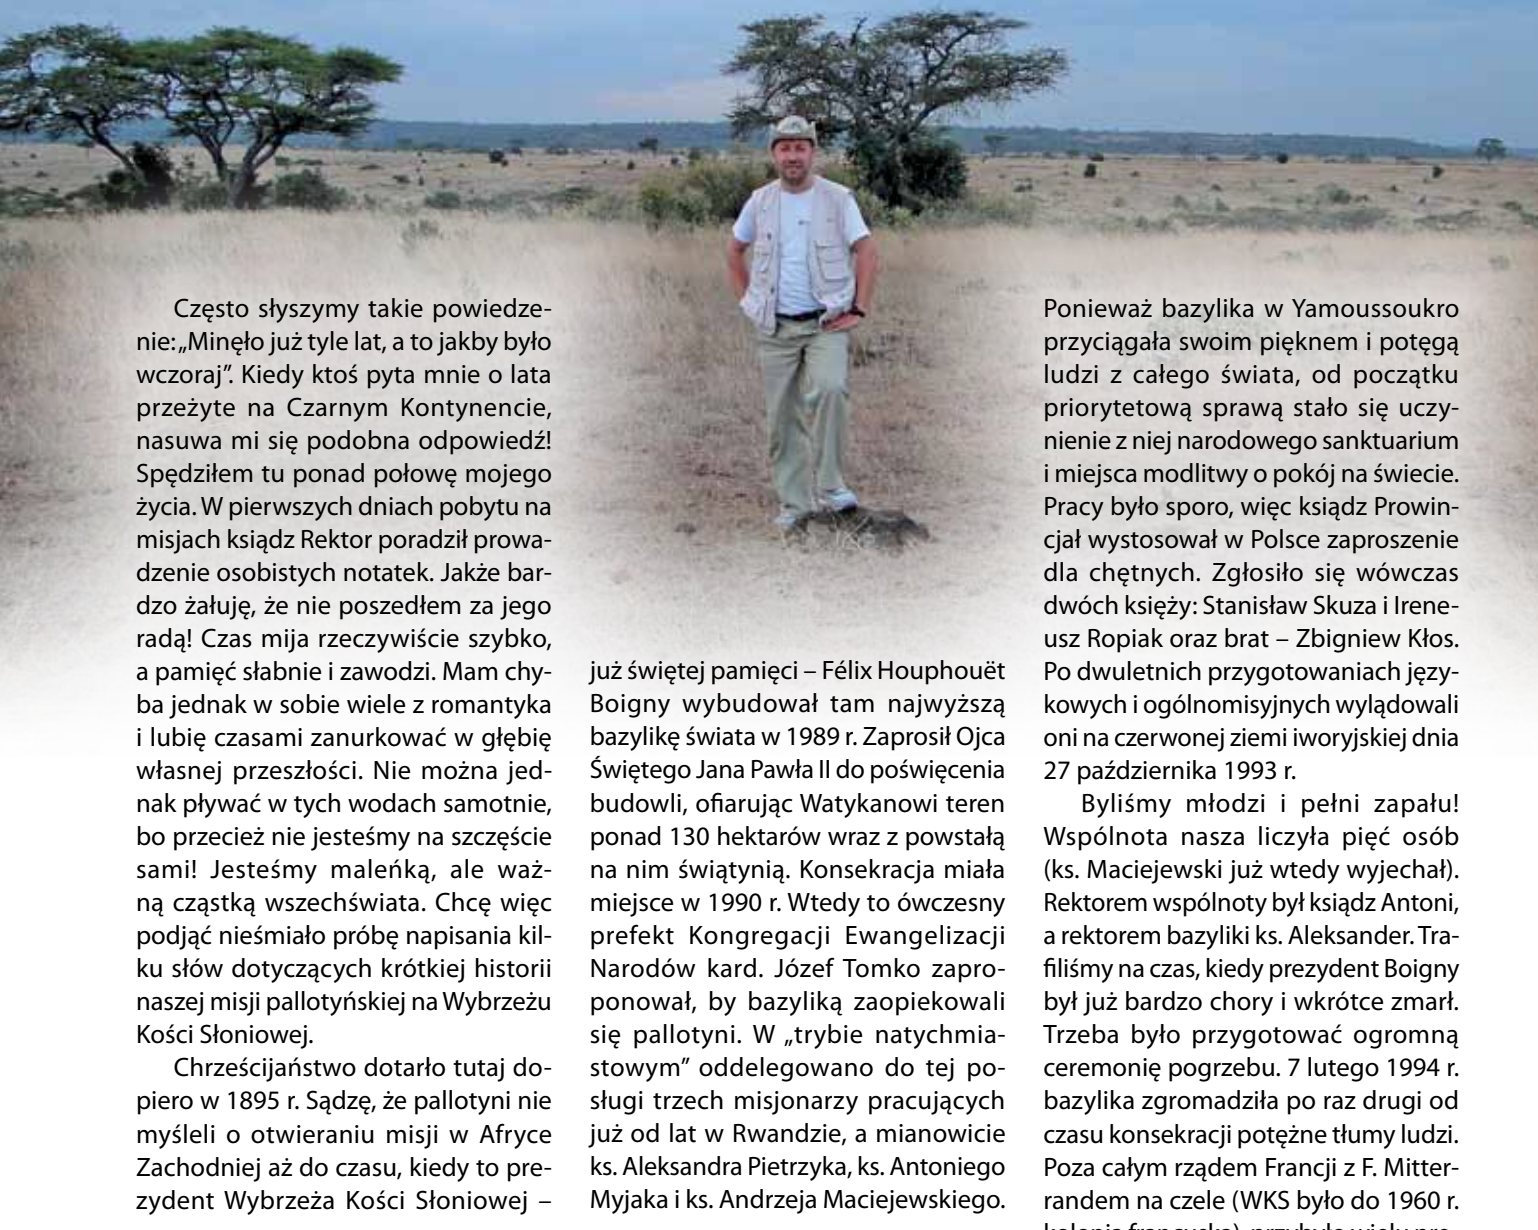 Często słyszymy takie powiedze-
nie: „Minęło już tyle lat, a to jakby było
wczoraj”. Kiedy ktoś pyta mnie o lata
przeżyte na Czarnym Kontynencie,
nasuwa mi się podobna odpowiedź!
Spędziłem tu ponad połowę mojego
życia. W pierwszych dniach pobytu na
misjach ksiądz Rektor poradził prowa-
dzenie osobistych notatek. Jakże bar-
dzo żałuję, że nie poszedłem za jego
radą! Czas mija rzeczywiście szybko,
a pamięć słabnie i zawodzi. Mam chy-
ba jednak w sobie wiele z romantyka
i lubię czasami zanurkować w głębię
własnej przeszłości. Nie można jed-
nak pływać w tych wodach samotnie,
bo przecież nie jesteśmy na szczęście
sami! Jesteśmy maleńką, ale waż-
ną cząstką wszechświata. Chcę więc
podjąć nieśmiało próbę napisania kil-
ku słów dotyczących krótkiej historii
naszej misji pallotyńskiej na Wybrzeżu
Kości Słoniowej.
Chrześcijaństwo dotarło tutaj do-
piero w 1895 r. Sądzę, że pallotyni nie
myśleli o otwieraniu misji w Afryce
Zachodniej aż do czasu, kiedy to pre-
zydent Wybrzeża Kości Słoniowej –
już świętej pamięci – Félix Houphouët
Boigny wybudował tam najwyższą
bazylikę świata w 1989 r. Zaprosił Ojca
Świętego Jana Pawła II do poświęcenia
budowli, ofiarując Watykanowi teren
ponad 130 hektarów wraz z powstałą
na nim świątynią. Konsekracja miała
miejsce w 1990 r. Wtedy to ówczesny
prefekt Kongregacji Ewangelizacji
Narodów kard. Józef Tomko zapro-
ponował, by bazyliką zaopiekowali
się pallotyni. W „trybie natychmia-
stowym” oddelegowano do tej po-
sługi trzech misjonarzy pracujących
już od lat w Rwandzie, a mianowicie
ks. Aleksandra Pietrzyka, ks. Antoniego
Myjaka i ks. Andrzeja Maciejewskiego.
Ponieważ bazylika w Yamoussoukro
przyciągała swoim pięknem i potęgą
ludzi z całego świata, od początku
priorytetową sprawą stało się uczy-
nienie z niej narodowego sanktuarium
i miejsca modlitwy o pokój na świecie.
Pracy było sporo, więc ksiądz Prowin-
cjał wystosował w Polsce zaproszenie
dla chętnych. Zgłosiło się wówczas
dwóch księży: Stanisław Skuza i Irene-
usz Ropiak oraz brat – Zbigniew Kłos.
Po dwuletnich przygotowaniach języ-
kowych i ogólnomisyjnych wylądowali
oni na czerwonej ziemi iworyjskiej dnia
27 października 1993 r.
Byliśmy młodzi i pełni zapału!
Wspólnota nasza liczyła pięć osób
(ks. Maciejewski już wtedy wyjechał).
Rektorem wspólnoty był ksiądz Antoni,
a rektorem bazyliki ks. Aleksander. Tra-
filiśmy na czas, kiedy prezydent Boigny
był już bardzo chory i wkrótce zmarł.
Trzeba było przygotować ogromną
ceremonię pogrzebu. 7 lutego 1994 r.
bazylika zgromadziła po raz drugi od
czasu konsekracji potężne tłumy ludzi.
Poza całym rządem Francji z F. Mitter-
randem na czele (WKS było do 1960 r.